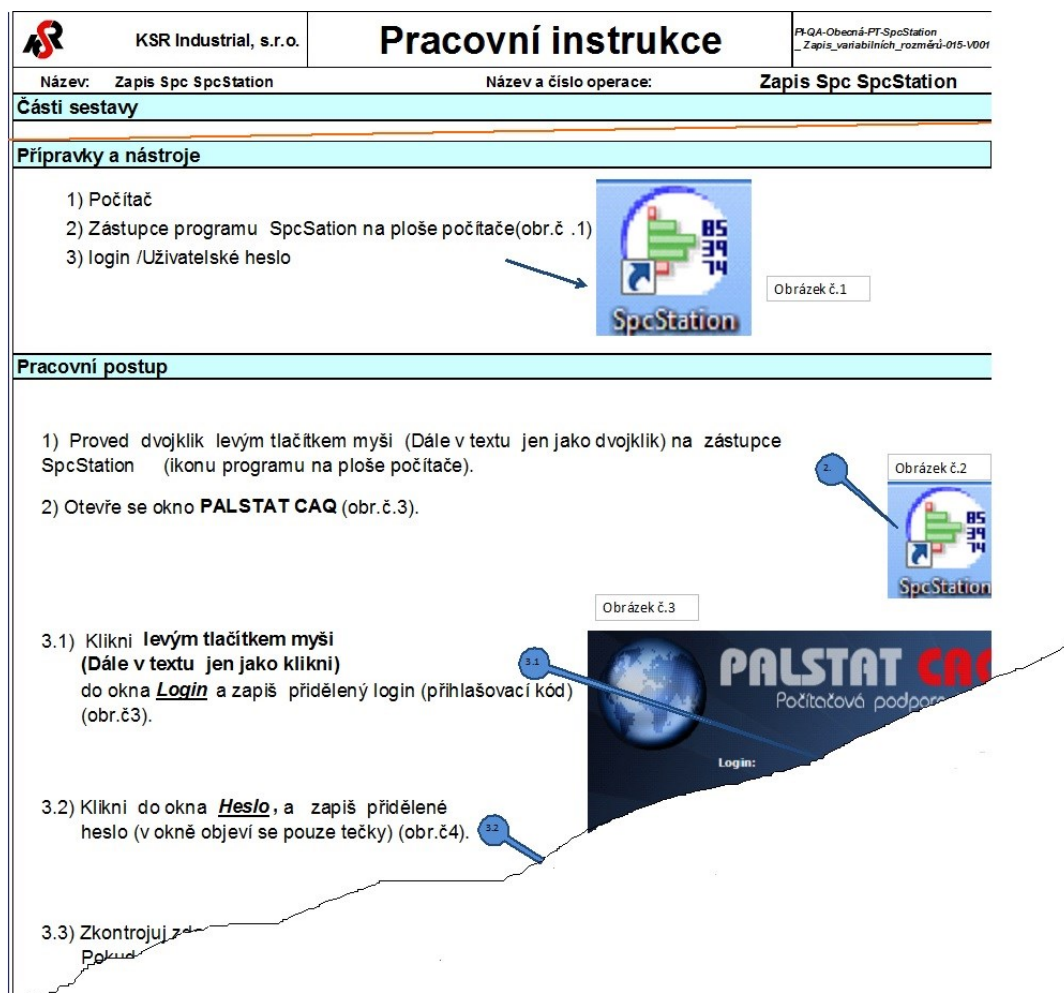 KSR
KSR Industrial, s.r.o.
Pracovní instrukce
PI-QA-Obecná-PT-SpcStation
_ Zapis_variabilních_rozměrů-015-V001
Název: Zapis Spc SpcStation
Název a číslo operace: Zapis Spc SpcStation
Části sestavy
Přípravky a nástroje
1) Počítač
2) Zástupce programu SpcSation na ploše počítače(obr.č .1)
3) login /Uživatelské heslo
85
39
74
SpcStation
Obrázek č.1
Pracovní postup
1) Proveď dvojklik levým tlačítkem myši (Dále v textu jen jako dvojklik) na zástupce
SpcStation (ikonu programu na ploše počítače).
2.
Obrázek č.2
2) Otevře se okno PALSTAT CAQ (obr.č.3).
85
39
74
SpcStation
Obrázek č.3
3.1) Klikni levým tlačítkem myši
(Dále v textu jen jako klikni)
do okna Login a zapiš přidělený login (přihlašovací kód)
(obr.č3).
3.1
PALSTAT CAQ
Počítačová podpora
Login:
3.2) Klikni do okna Heslo, a zapiš přidělené
heslo (v okně objeví se pouze tečky) (obr.č4).
3.2
3.3) Zkontrojuj